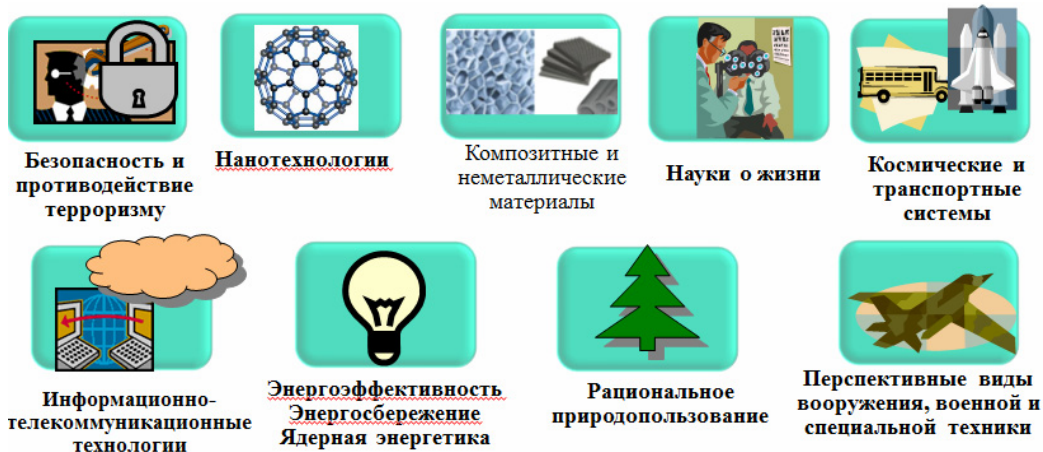 Безопасность и
противодействие
терроризму
Нанотехнологии
Композитные и
неметаллические
материалы
Науки о жизни
Космические и
транспортные
системы
Информационно-
телекоммуникационные
технологии
Энергоэффективность
Энергосбережение
Ядерная энергетика
Рациональное
природопользование
Перспективные виды
вооружения, военной и
специальной техники